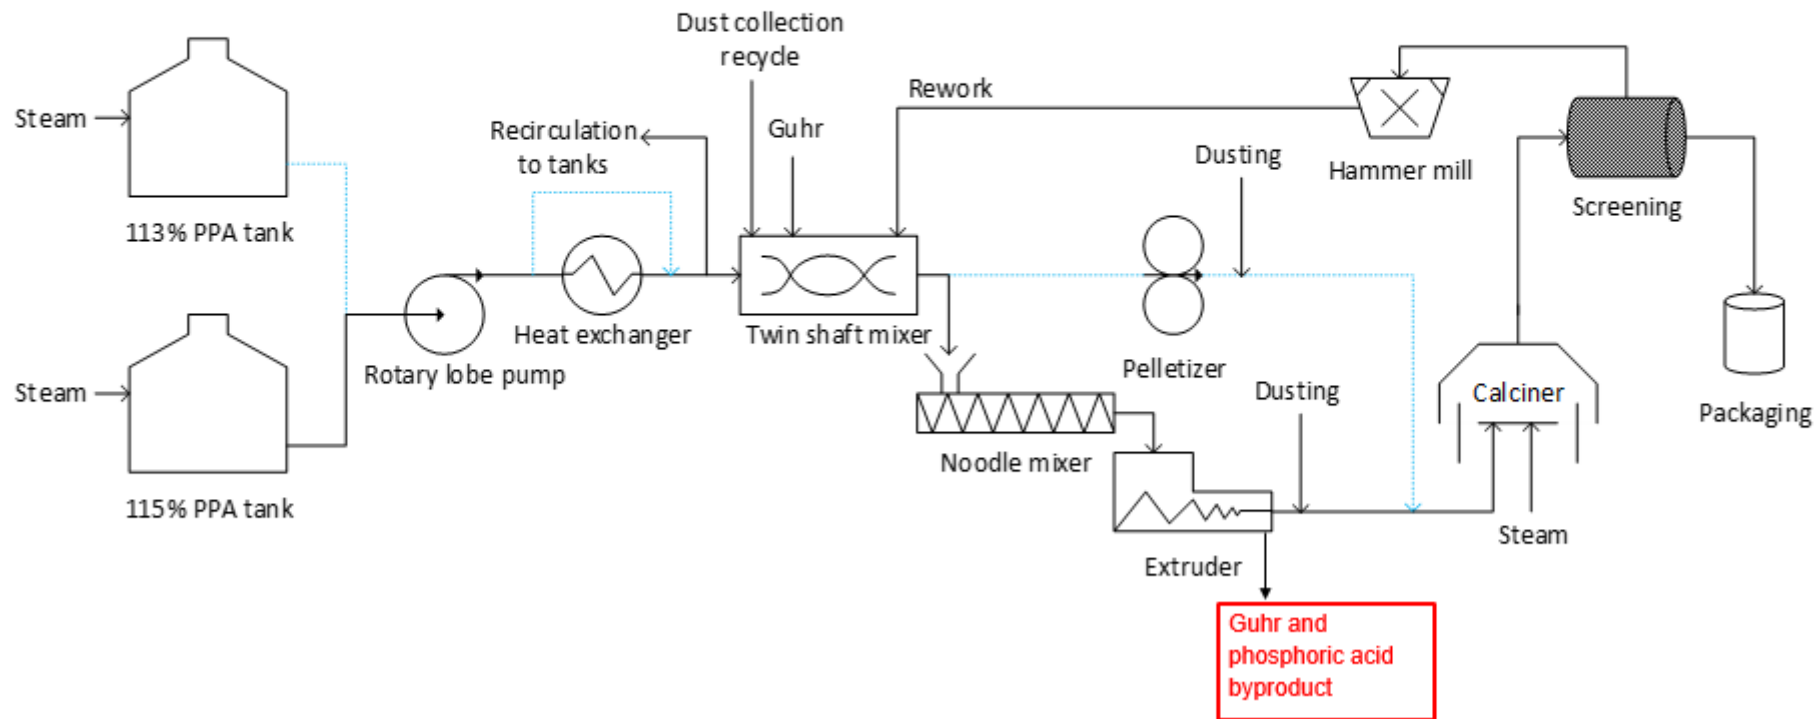 Dust collection
recycle
Steam
Rework
Recirculation
to tanks
Guhr
Dusting
Hammer mill
Screening
113% PPA tank
Heat exchanger
Twin shaft mixer
Rotary lobe pump
Pelletizer
Steam
Dusting
Calciner
Packaging
Noodle mixer
115% PPA tank
Steam
Extruder
Guhr and
phosphoric acid
byproduct